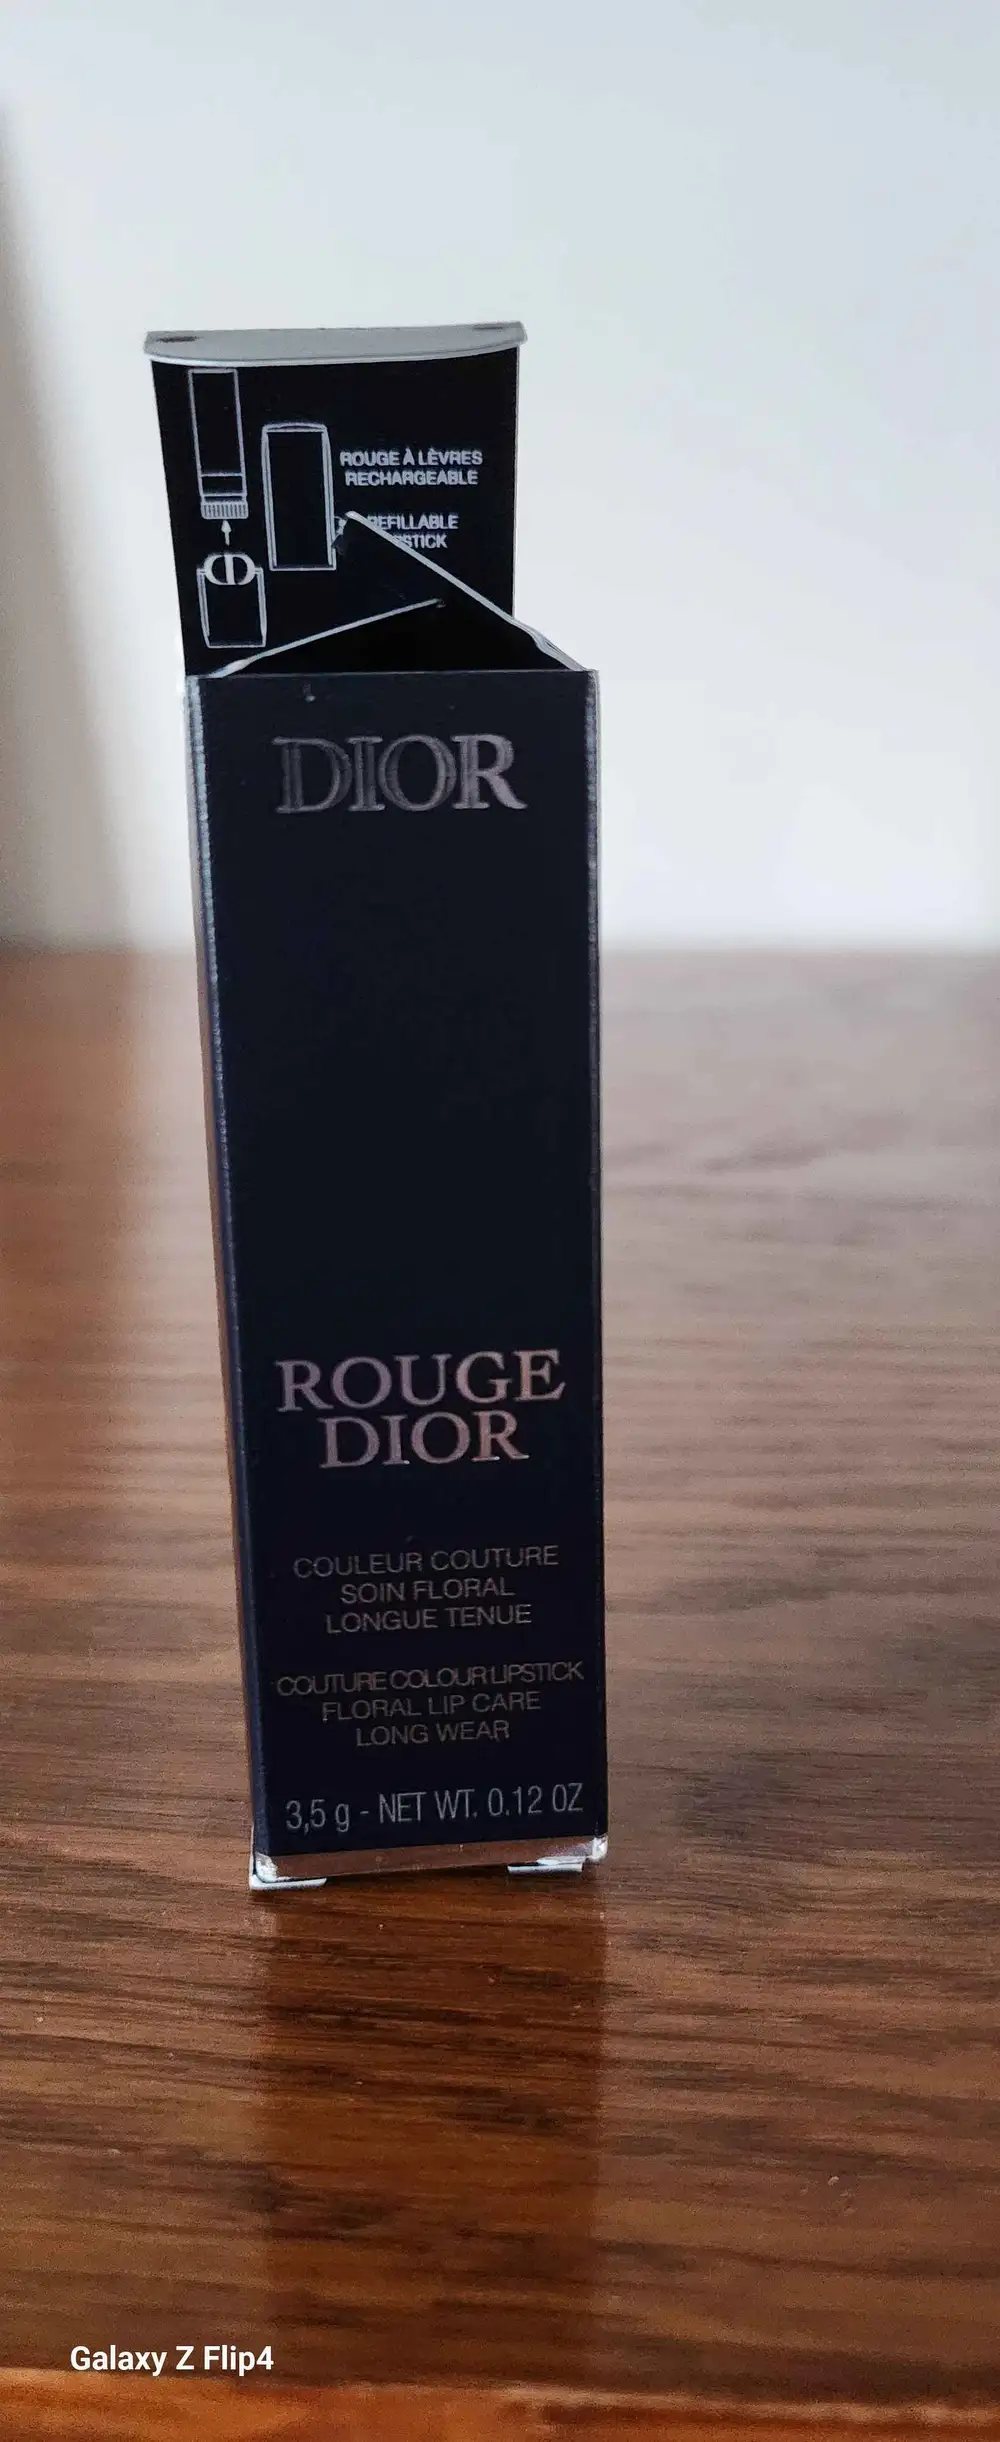 ROUGE À LÈVRES
RECHARGEABLE
REFILLABLE
DIOR
ROUGE
DIOR
COULEUR COUTURE
SOIN FLORAL
LONGUE TENUE
COUTURE COLOUR LIPSTICK
FLORAL LIP CARE
LONG WEAR
3,5 g - NET WT. 0.12 OZ
Galaxy Z Flip4